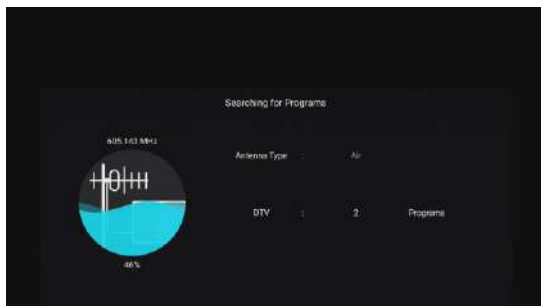 Searching for Programs
605.143 MHz
Antenna Type : Air
DTV : 2 Programs
46%